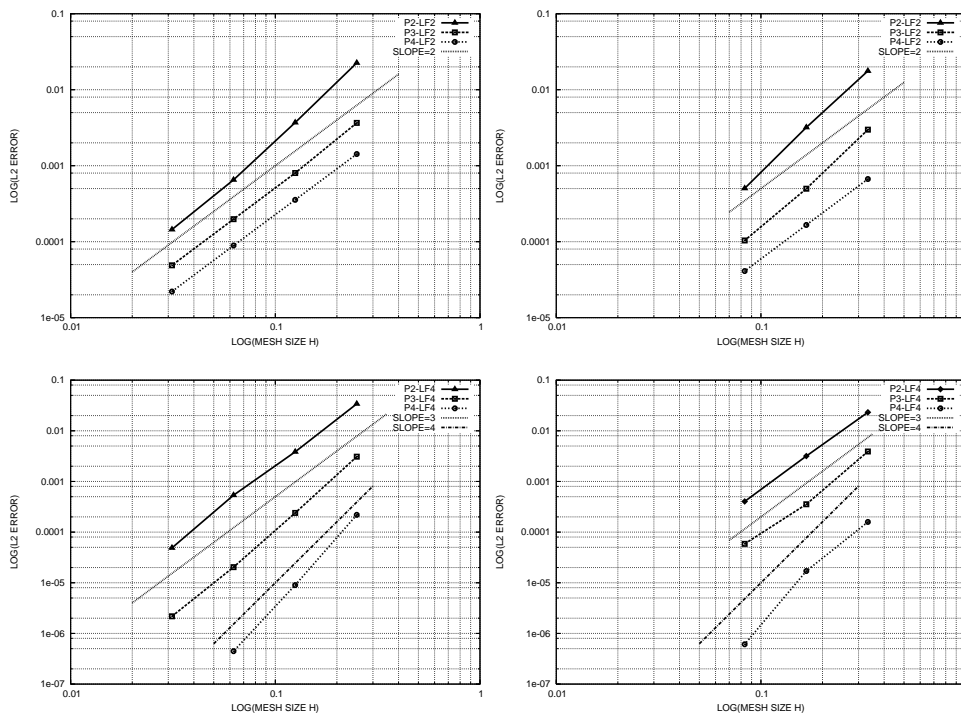 0.1
0.01
0.001
0.0001
1e-05
0.01
0.1
1
LOG(L2 ERROR)
LOG(MESH SIZE H)
P2-LF2
P3-LF2
P4-LF2
SLOPE=2
0.1
0.01
0.001
0.0001
1e-05
0.01
0.1
LOG(L2 ERROR)
LOG(MESH SIZE H)
P2-LF2
P3-LF2
P4-LF2
SLOPE=2
0.1
0.01
0.001
0.0001
1e-05
1e-06
1e-07
0.01
0.1
1
LOG(L2 ERROR)
LOG(MESH SIZE H)
P2-LF4
P3-LF4
P4-LF4
SLOPE=3
SLOPE=4
0.1
0.01
0.001
0.0001
1e-05
1e-06
1e-07
0.01
0.1
LOG(L2 ERROR)
LOG(MESH SIZE H)
P2-LF4
P3-LF4
P4-LF4
SLOPE=3
SLOPE=4